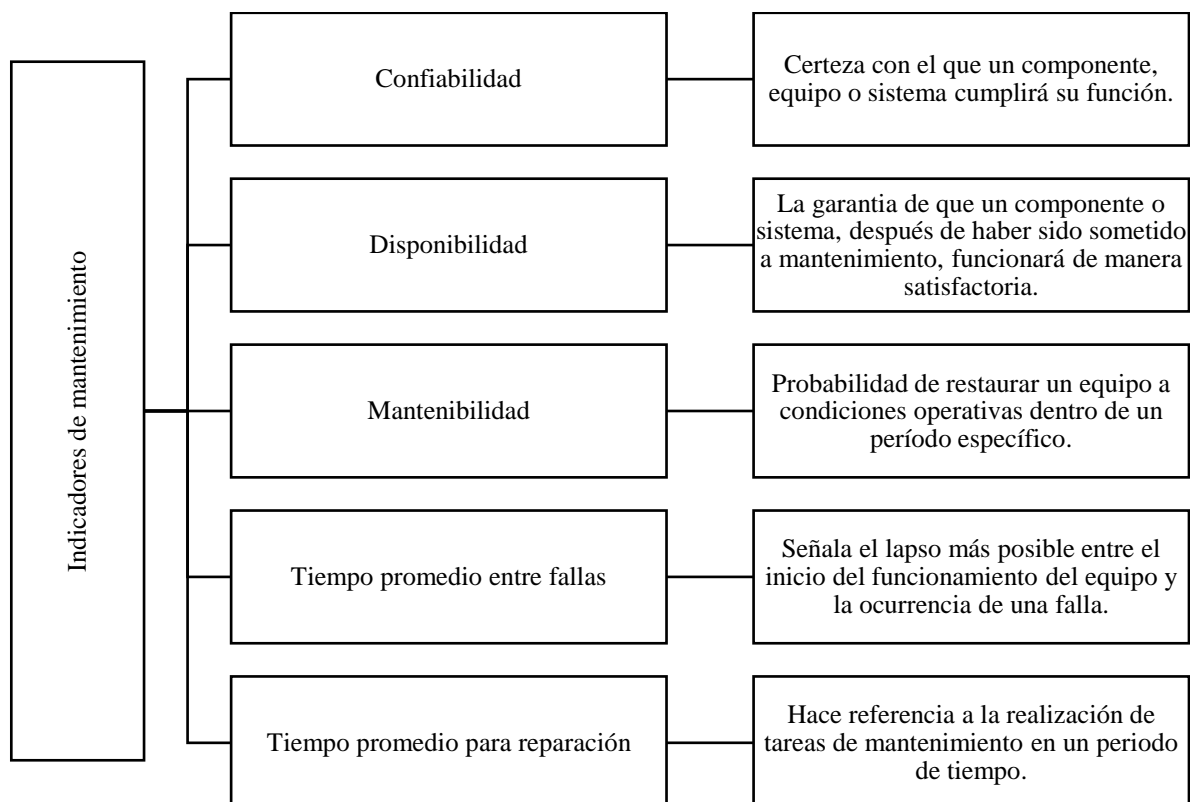 Indicadores de mantenimiento
Confiabilidad
Certeza con el que un componente,
equipo o sistema cumplirá su función.
Disponibilidad
La garantia de que un componente o
sistema, después de haber sido sometido
a mantenimiento, funcionará de manera
satisfactoria.
Mantenibilidad
Probabilidad de restaurar un equipo a
condiciones operativas dentro de un
período específico.
Tiempo promedio entre fallas
Señala el lapso más posible entre el
inicio del funcionamiento del equipo y
la ocurrencia de una falla.
Tiempo promedio para reparación
Hace referencia a la realización de
tareas de mantenimiento en un periodo
de tiempo.